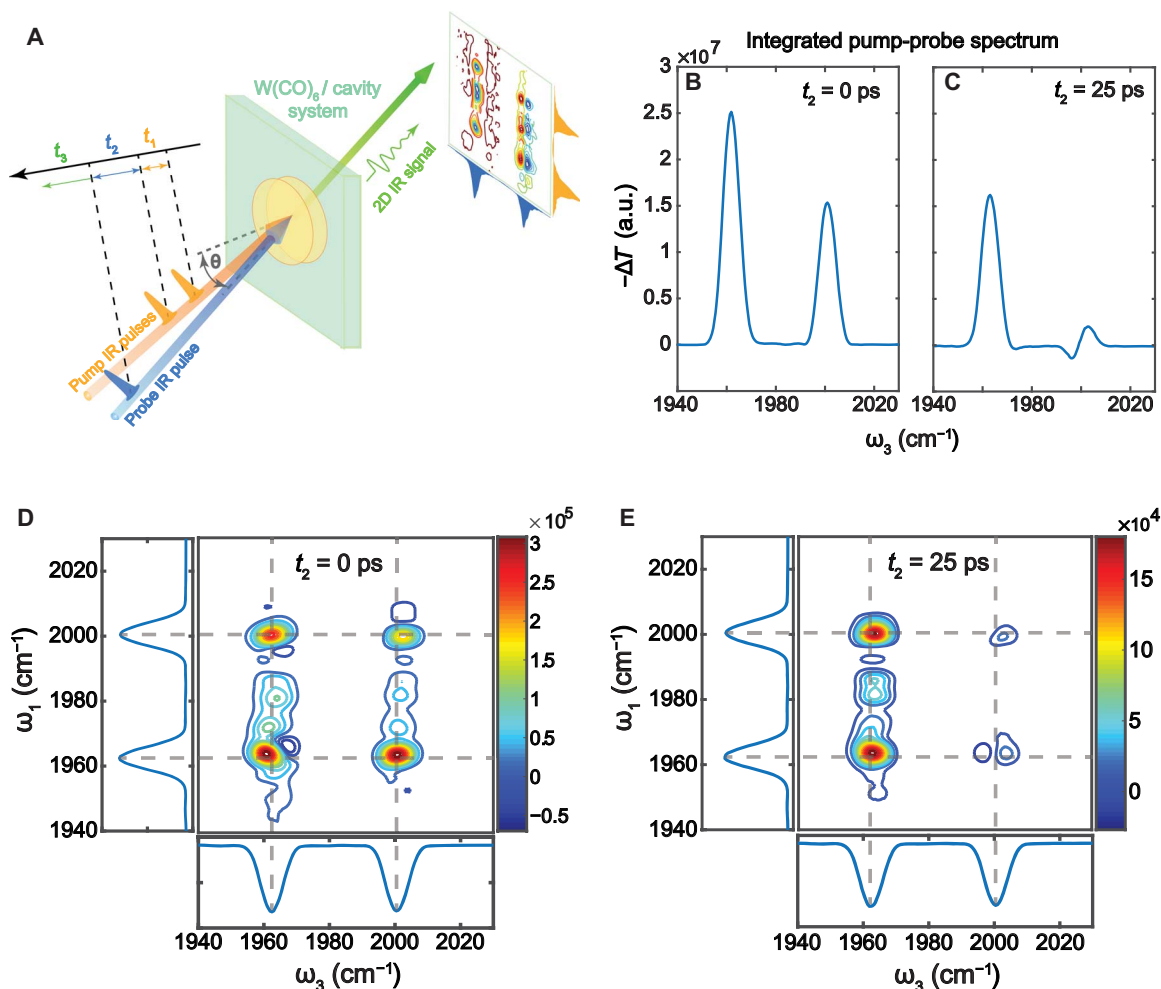 A
W(CO)6 / cavity
system
t3
t2
t1
2D IR signal
θ
Pump IR pulses
Probe IR pulse
Integrated pump-probe spectrum
×10⁷
3
2.5
2
1.5
1
0.5
0
−0.5
−ΔT (a.u.)
B
t2 = 0 ps
C
t2 = 25 ps
1940 1980 2020
1940 1980 2020
ω3 (cm−1)
D
t2 = 0 ps
×10⁵
3
2.5
2
1.5
1
0.5
0
−0.5
2020
2000
1980
1960
1940
ω1 (cm−1)
1940 1960 1980 2000 2020
ω3 (cm−1)
E
t2 = 25 ps
×10⁴
15
10
5
0
2020
2000
1980
1960
1940
ω1 (cm−1)
1940 1960 1980 2000 2020
ω3 (cm−1)